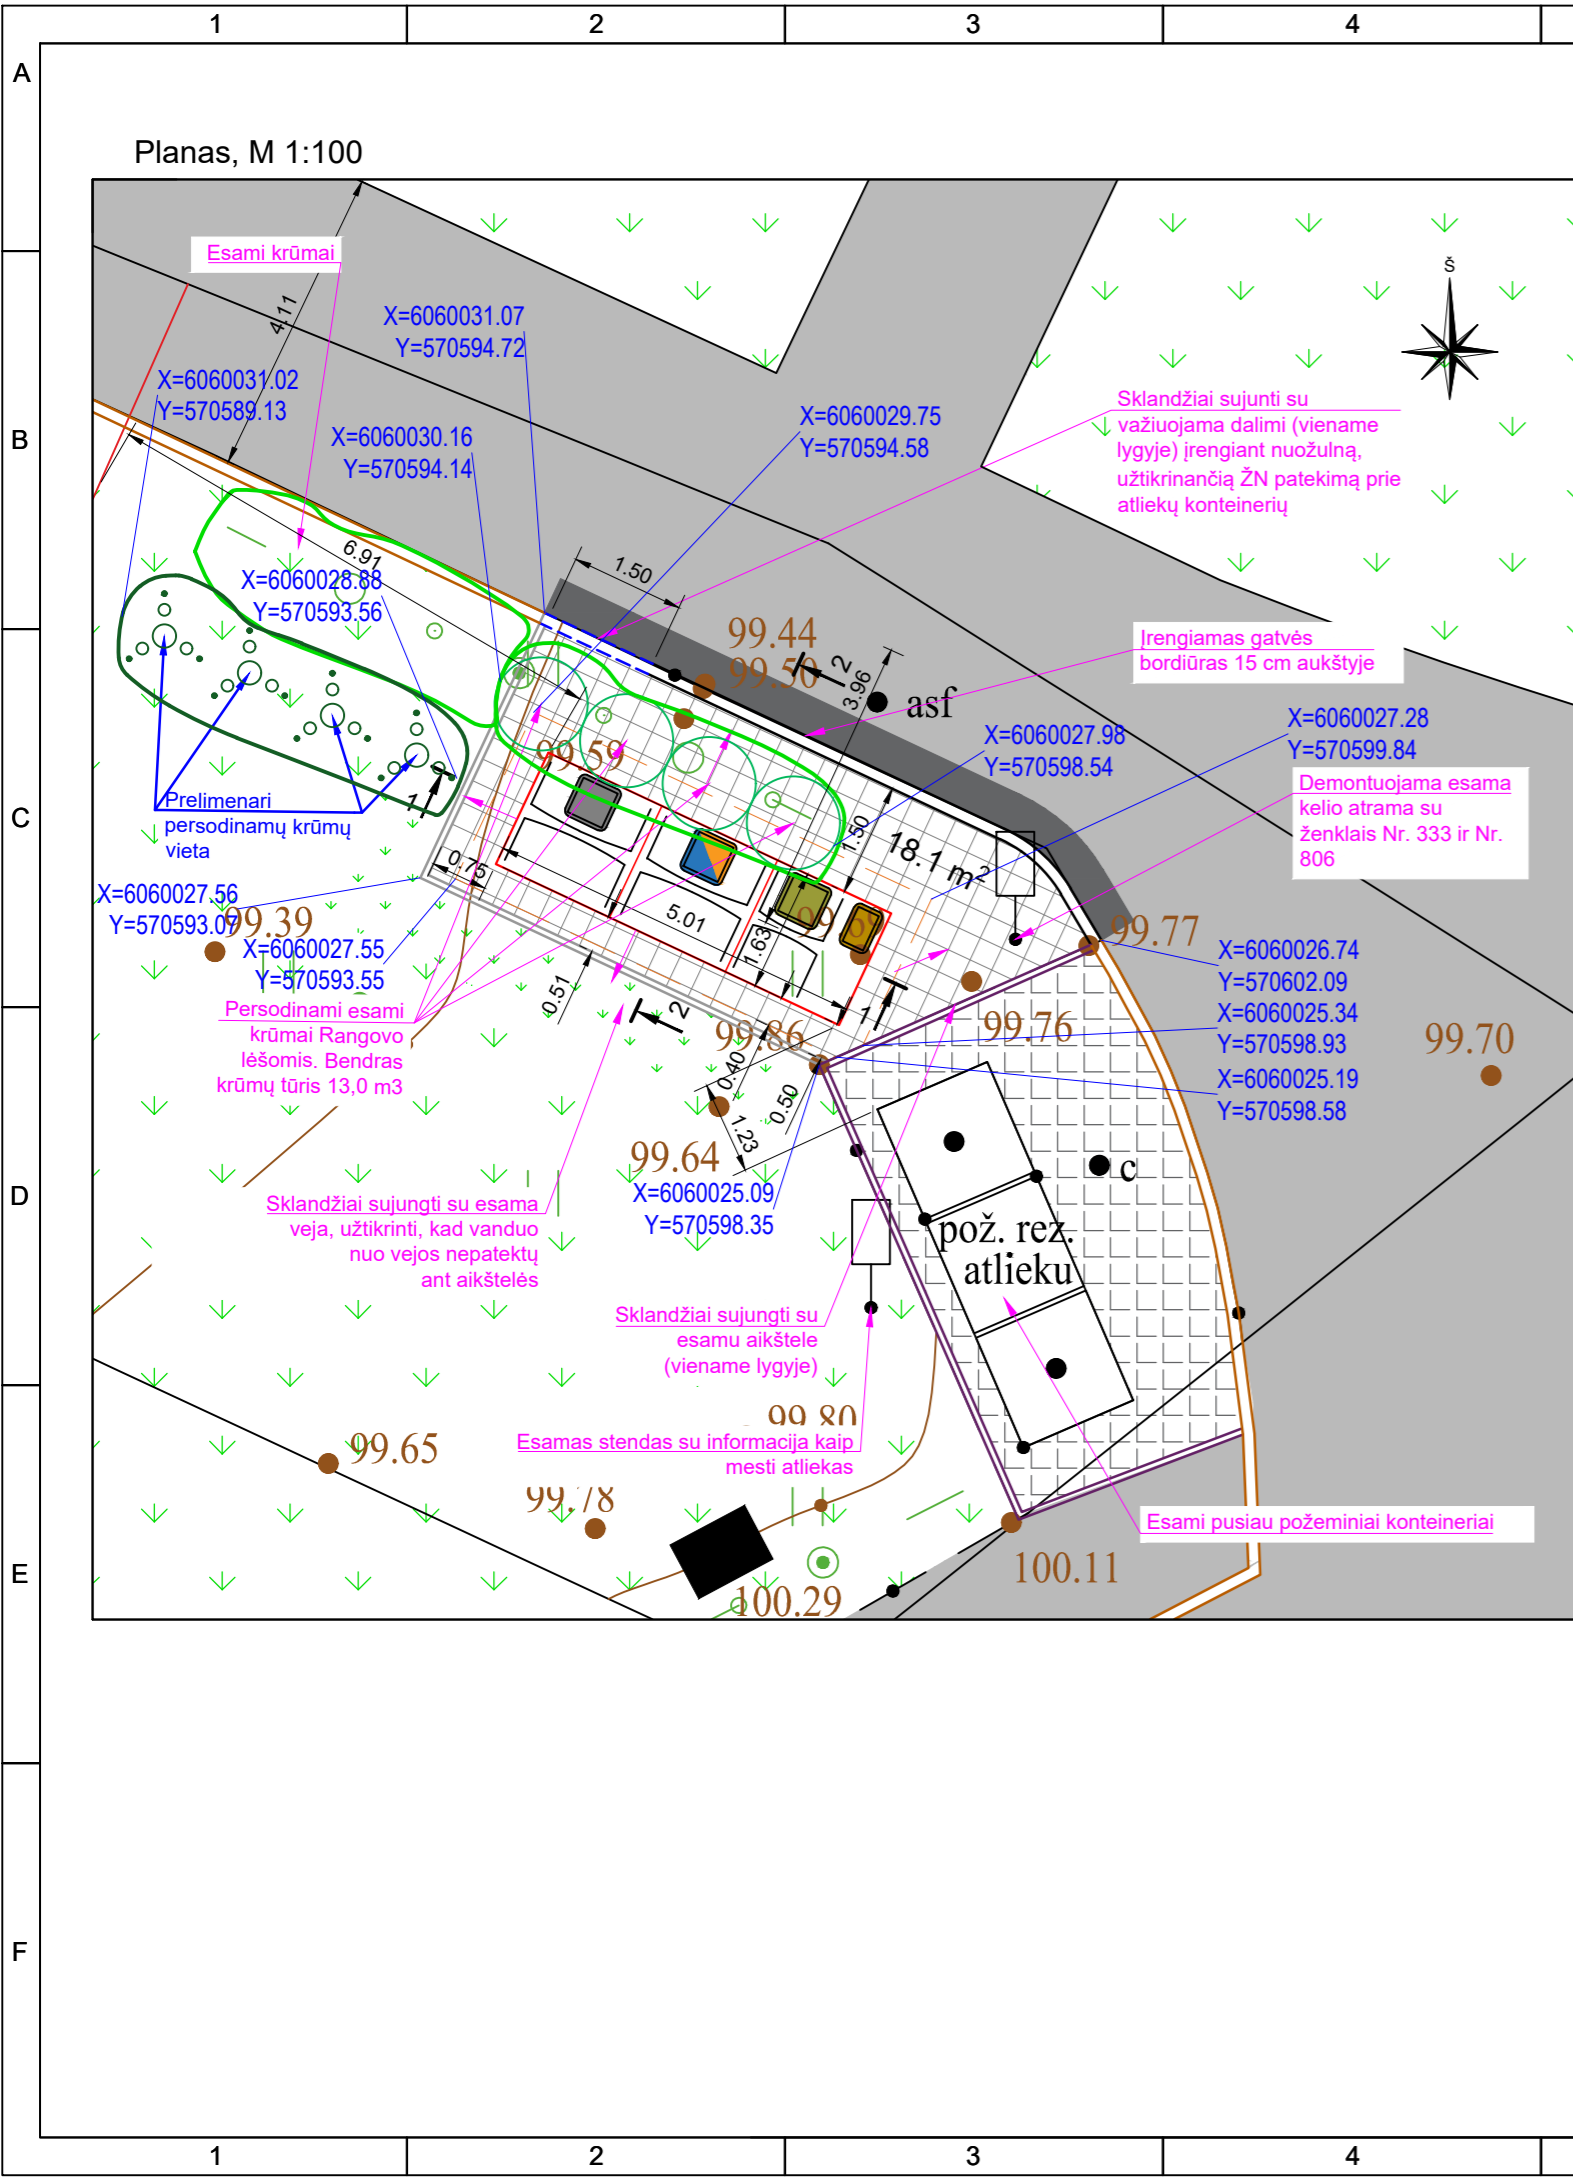 1
2
3
4
A
B
C
D
E
F
Planas, M 1:100
Esami krūmai
4.11
Š
X=6060031.07
Y=570594.72
X=6060031.02
Y=570589.13
X=6060030.16
Y=570594.14
X=6060029.75
Y=570594.58
Sklandžiai sujunti su
važiuojama dalimi (viename
lygyje) įrengiant nuožulną,
užtikrinančią ŽN patekimą prie
atliekų konteinerių
6.91
1.50
X=6060028.88
Y=570593.56
99.44
99.50
2
3.96
asf
Įrengiamas gatvės
bordiūras 15 cm aukštyje
X=6060027.98
Y=570598.54
X=6060027.28
Y=570599.84
99.59
Demontuojama esama
kelio atrama su
ženklais Nr. 333 ir Nr.
806
Prelimenari
persodinamų krūmų
vieta
1
0.75
1.50
18.1 m²
5.01
1.63
X=6060027.56
Y=570593.07
99.39
X=6060027.55
Y=570593.55
99.77
X=6060026.74
Y=570602.09
X=6060025.34
Y=570598.93
X=6060025.19
Y=570598.58
0.51
2
1
99.86
99.76
99.70
Persodinami esami
krūmai Rangovo
lėšomis. Bendras
krūmų tūris 13,0 m3
0.40
0.50
1.23
99.64
X=6060025.09
Y=570598.35
c
pož. rez.
atlieku
Sklandžiai sujungti su esama
veja, užtikrinti, kad vanduo
nuo vejos nepatektų
ant aikštelės
Sklandžiai sujungti su
esamu aikštele
(viename lygyje)
99.80
Esamas stendas su informacija kaip
mesti atliekas
99.65
99.78
Esami pusiau požeminiai konteineriai
100.11
100.29
1
2
3
4